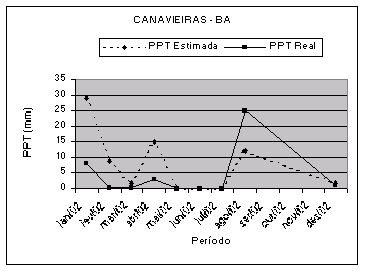 CANAVIEIRAS - BA
PPT Estimada PPT Real
PPT (mm)
35
30
25
20
15
10
5
0
jan/02 fev/02 mar/02 abr/02 mai/02 jun/02 jul/02 ago/02 set/02 out/02 nov/02 dez/02
Período